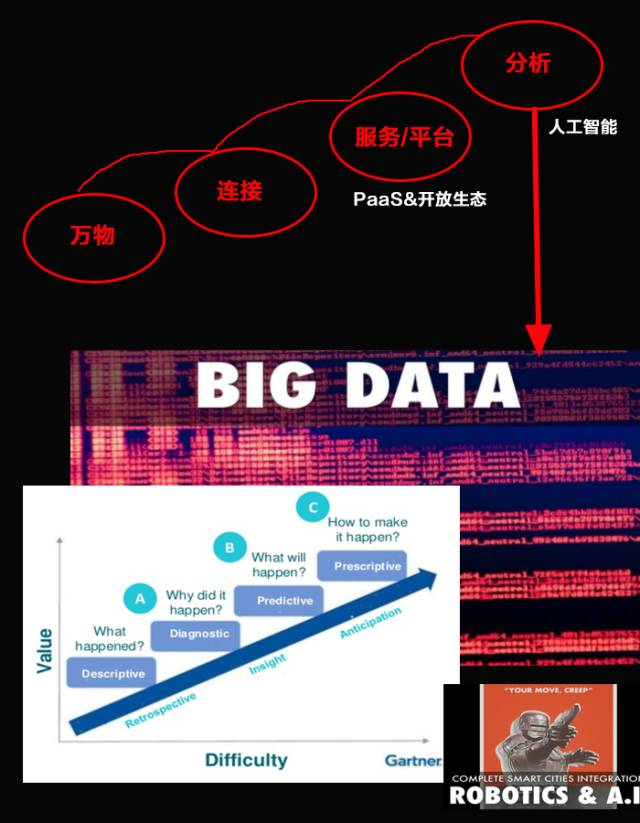 分析
人工智能
服务/平台
PaaS&开放生态
连接
万物
BIG DATA
C
How to make
it happen?
Prescriptive
B
What will
happen?
Predictive
A
Why did it
happen?
Diagnostic
What
happened?
Descriptive
Anticipation
Insight
Retrospective
Value
Difficulty
Gartner
"YOUR MOVE, CREEP"
COMPLETE SMART CITIES INTEGRATION
ROBOTICS & A.I